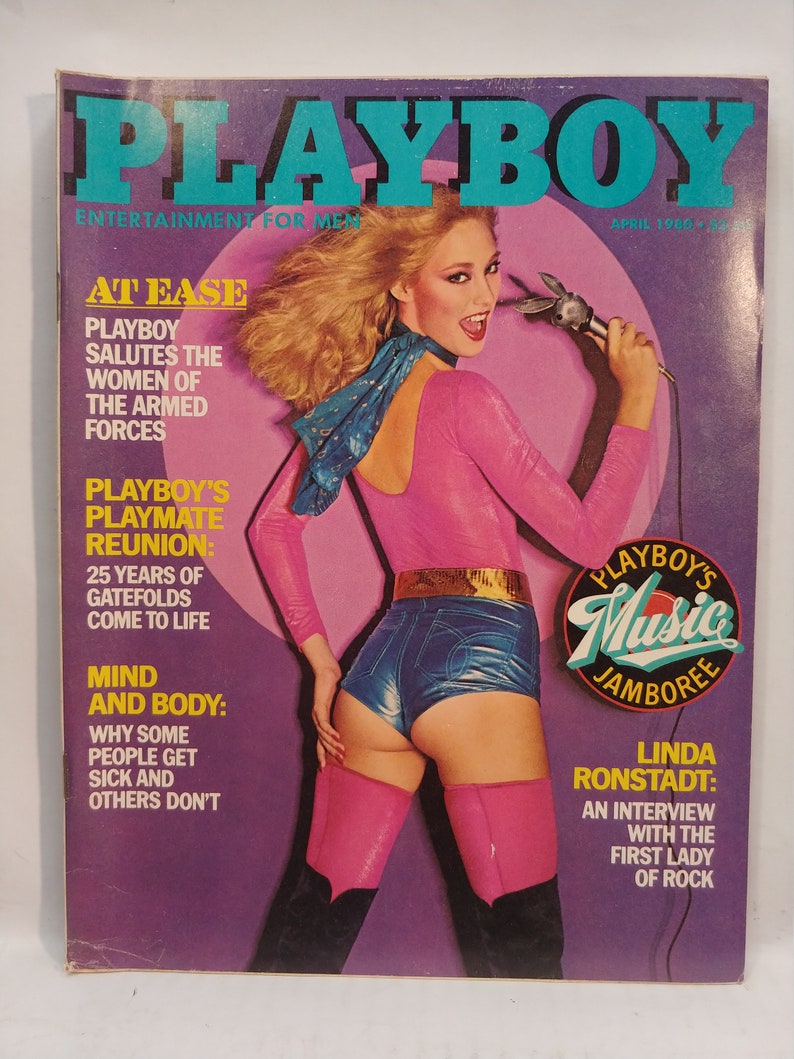 PLAYBOY
ENTERTAINMENT FOR MEN
APRIL 1980 •
AT EASE
PLAYBOY
SALUTES THE
WOMEN OF
THE ARMED
FORCES
PLAYBOY'S
PLAYMATE
REUNION:
25 YEARS OF
GATEFOLDS
COME TO LIFE
MIND
AND BODY:
WHY SOME
PEOPLE GET
SICK AND
OTHERS DON'T
PLAYBOY'S
Music
JAMBOREE
LINDA
RONSTADT:
AN INTERVIEW
WITH THE
FIRST LADY
OF ROCK